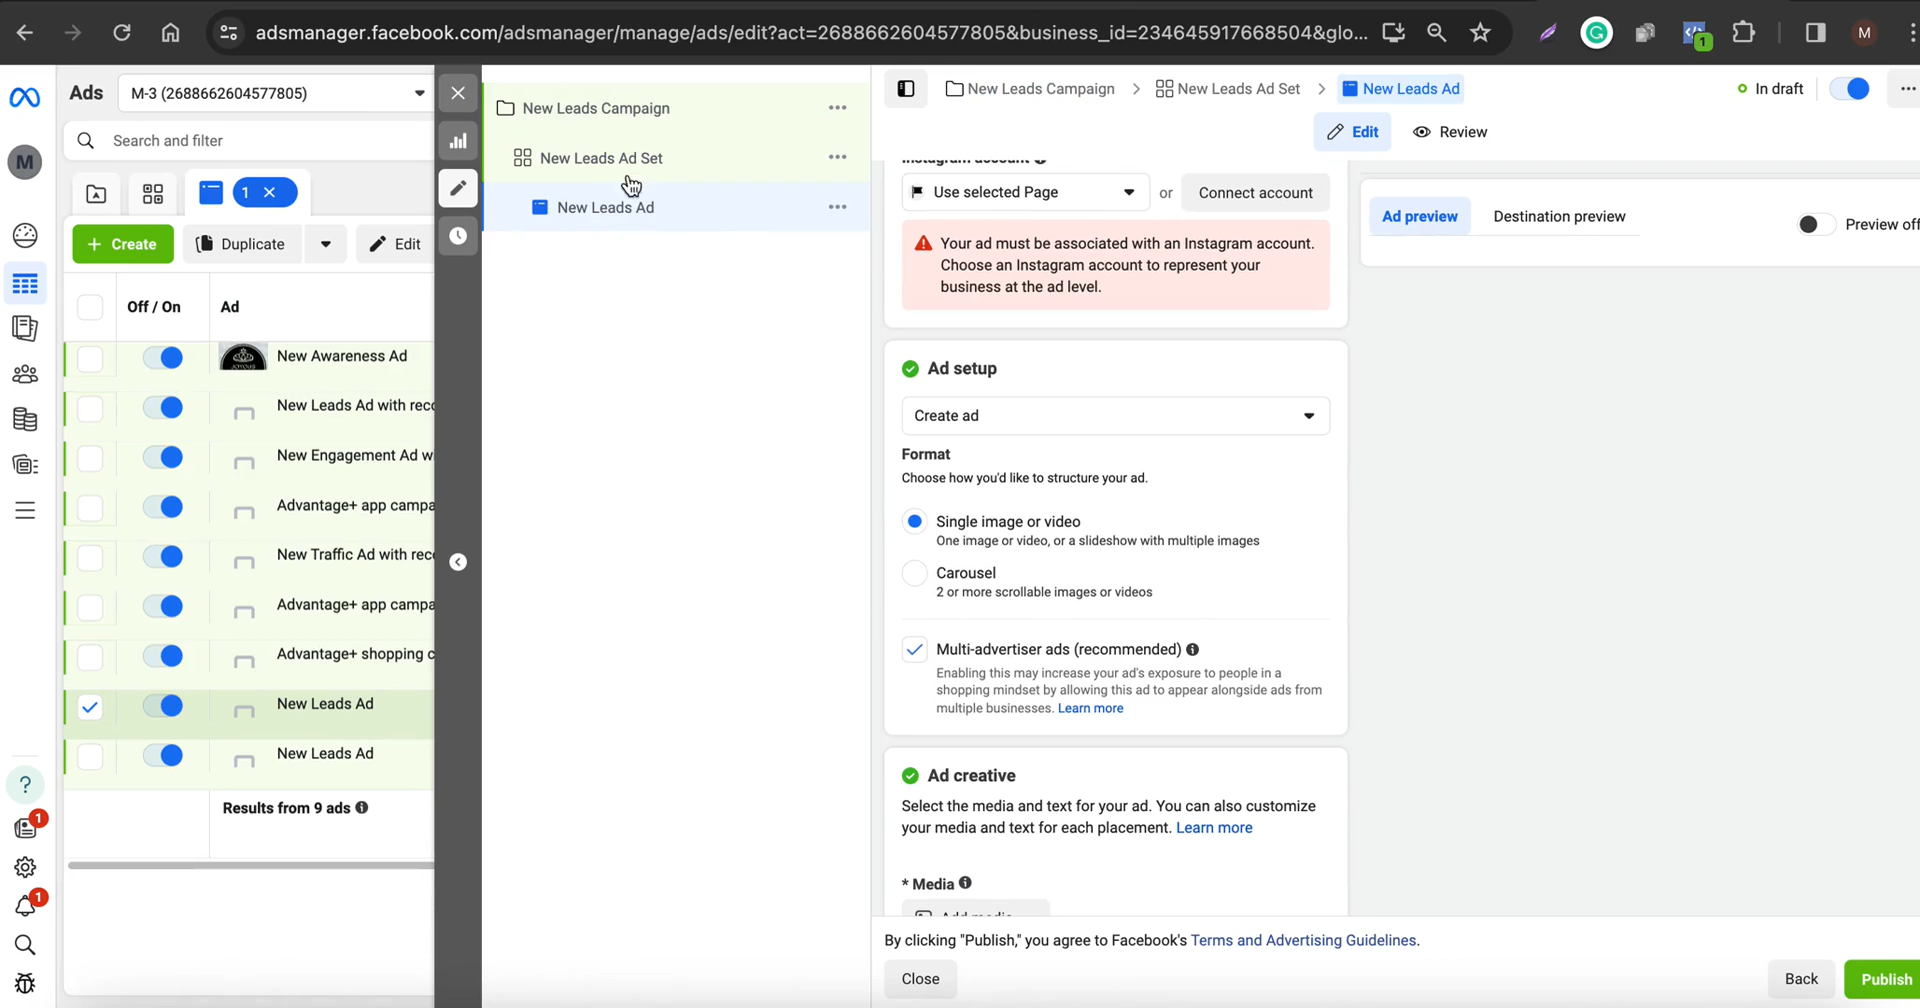 adsmanager.facebook.com/adsmanager/manage/ads/edit?act=2688662604577805&business_id=234645917668504&glo...
1
M
Ads
M-3 (2688662604577805)
Search and filter
M
1
Create
Duplicate
Edit
Off / On
Ad
New Awareness Ad
New Leads Ad with reco
New Engagement Ad wi
Advantage+ app campa
New Traffic Ad with reco
Advantage+ app campa
Advantage+ shopping c
New Leads Ad
New Leads Ad
Results from 9 ads
?
1
1
New Leads Campaign
New Leads Ad Set
New Leads Ad
New Leads Campaign > New Leads Ad Set > New Leads Ad
In draft
Edit
Review
Instagram account
Use selected Page
or
Connect account
Your ad must be associated with an Instagram account.
Choose an Instagram account to represent your
business at the ad level.
Ad setup
Create ad
Format
Choose how you'd like to structure your ad.
Single image or video
One image or video, or a slideshow with multiple images
Carousel
2 or more scrollable images or videos
Multi-advertiser ads (recommended)
Enabling this may increase your ad's exposure to people in a
shopping mindset by allowing this ad to appear alongside ads from
multiple businesses. Learn more
Ad creative
Select the media and text for your ad. You can also customize
your media and text for each placement. Learn more
* Media
Add media
Ad preview
Destination preview
Preview off
By clicking "Publish," you agree to Facebook's Terms and Advertising Guidelines.
Close
Back
Publish